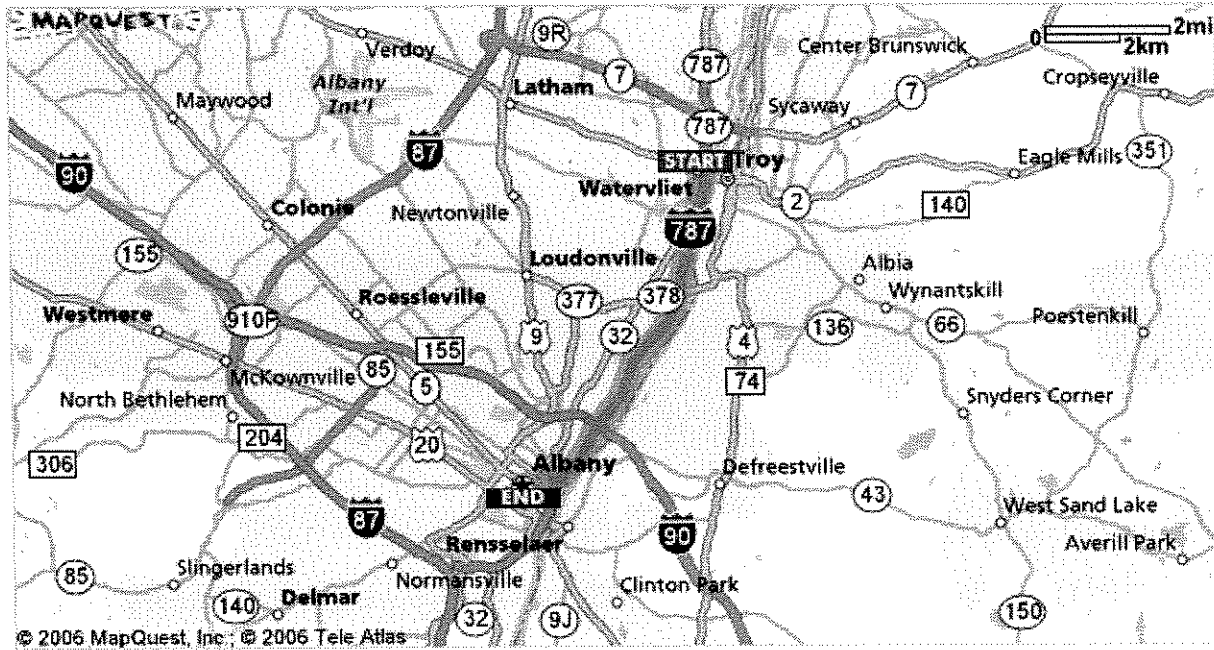 MAPQUEST
0
2mi
2km
Verdoy
9R
787
Center Brunswick
Cropseyville
Albany
Int'l
7
Latham
Sycaway
7
Maywood
787
87
START
Troy
Eagle Mills
351
90
Watervliet
2
140
Colonie
Newtonville
787
155
Loudonville
Albia
Roessleville
377
378
Wynantskill
Westmere
910F
9
32
4
136
66
Poestenkill
155
McKownville
85
5
74
North Bethlehem
Snyders Corner
204
20
306
Albany
Defreestville
END
43
87
90
West Sand Lake
Rensselaer
Averill Park
85
Slingerlands
Normansville
Clinton Park
140
Delmar
32
9J
150
© 2006 MapQuest, Inc.; © 2006 Tele Atlas